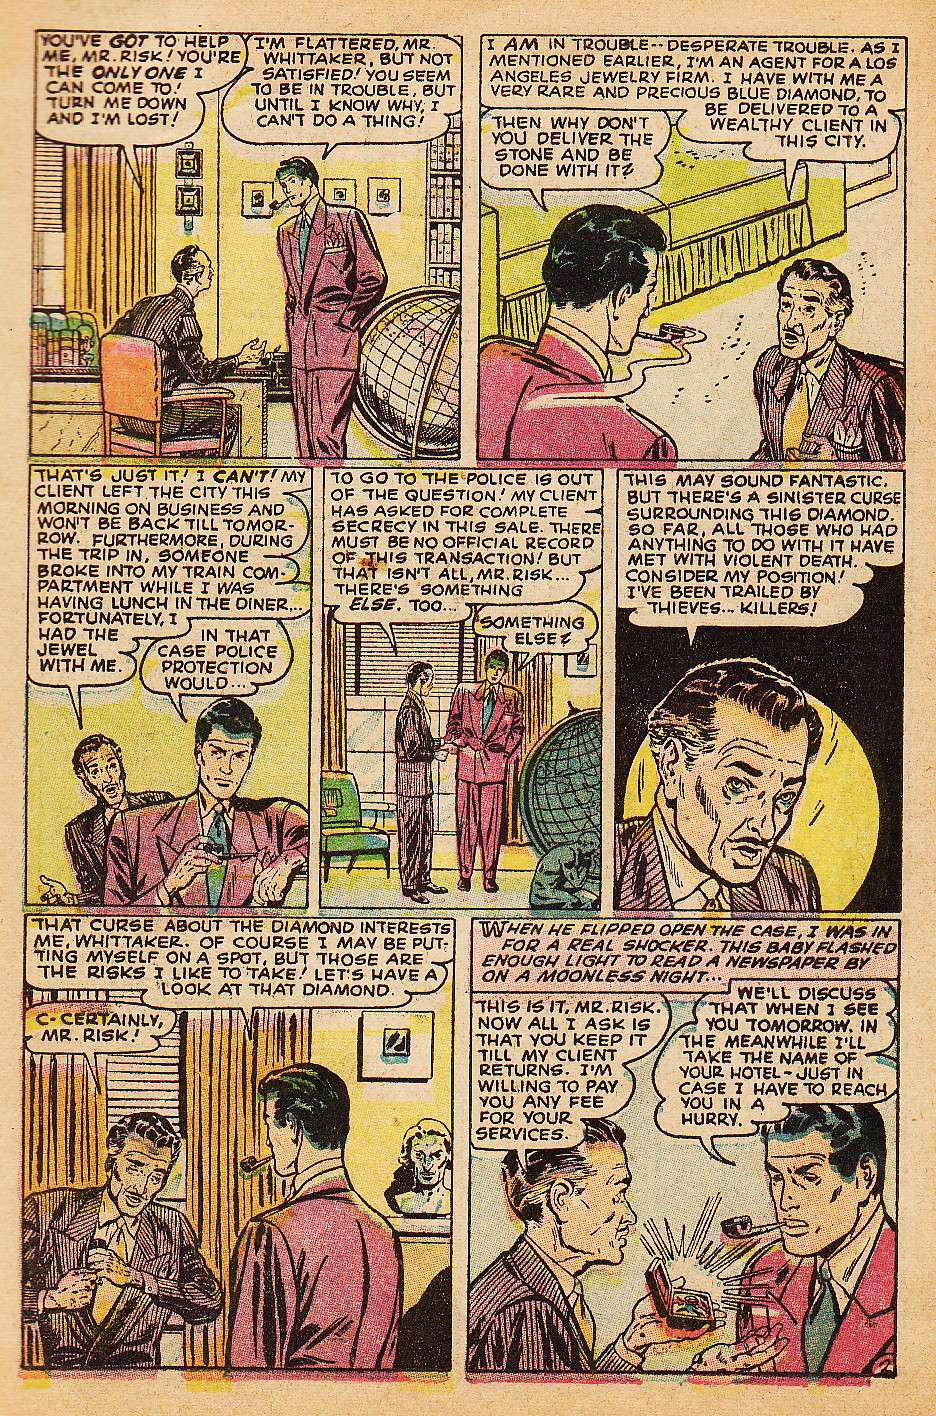 YOU'VE GOT TO HELP
ME, MR. RISK! YOU'RE
THE ONLY ONE I
CAN COME TO!
TURN ME DOWN
AND I'M LOST!
I'M FLATTERED, MR.
WHITTAKER, BUT NOT
SATISFIED! YOU SEEM
TO BE IN TROUBLE, BUT
UNTIL I KNOW WHY, I
CAN'T DO A THING!
I AM IN TROUBLE-- DESPERATE TROUBLE. AS I
MENTIONED EARLIER, I'M AN AGENT FOR A LOS
ANGELES JEWELRY FIRM. I HAVE WITH ME A
VERY RARE AND PRECIOUS BLUE DIAMOND, TO
BE DELIVERED TO A
WEALTHY CLIENT IN
THIS CITY.
THEN WHY DON'T
YOU DELIVER THE
STONE AND BE
DONE WITH IT?
THAT'S JUST IT! I CAN'T! MY
CLIENT LEFT THE CITY THIS
MORNING ON BUSINESS AND
WON'T BE BACK TILL TOMOR-
ROW. FURTHERMORE, DURING
THE TRIP IN, SOMEONE
BROKE INTO MY TRAIN COM-
PARTMENT WHILE I WAS
HAVING LUNCH IN THE DINER...
FORTUNATELY, I
HAD THE
JEWEL
WITH ME.
IN THAT
CASE POLICE
PROTECTION
WOULD...
TO GO TO THE POLICE IS OUT
OF THE QUESTION! MY CLIENT
HAS ASKED FOR COMPLETE
SECRECY IN THIS SALE. THERE
MUST BE NO OFFICIAL RECORD
OF THIS TRANSACTION! BUT
THAT ISN'T ALL, MR. RISK...
THERE'S SOMETHING
ELSE, TOO...
SOMETHING
ELSE?
THIS MAY SOUND FANTASTIC.
BUT THERE'S A SINISTER CURSE
SURROUNDING THIS DIAMOND.
SO FAR, ALL THOSE WHO HAD
ANYTHING TO DO WITH IT HAVE
MET WITH VIOLENT DEATH.
CONSIDER MY POSITION!
I'VE BEEN TRAILED BY
THIEVES... KILLERS!
THAT CURSE ABOUT THE DIAMOND INTERESTS
ME, WHITTAKER. OF COURSE I MAY BE PUT-
TING MYSELF ON A SPOT, BUT THOSE ARE
THE RISKS I LIKE TO TAKE! LET'S HAVE A
LOOK AT THAT DIAMOND.
C-CERTAINLY,
MR. RISK!
WHEN HE FLIPPED OPEN THE CASE, I WAS IN
FOR A REAL SHOCKER. THIS BABY FLASHED
ENOUGH LIGHT TO READ A NEWSPAPER BY
ON A MOONLESS NIGHT...
THIS IS IT, MR. RISK.
NOW ALL I ASK IS
THAT YOU KEEP IT
TILL MY CLIENT
RETURNS. I'M
WILLING TO PAY
YOU ANY FEE
FOR YOUR
SERVICES.
WE'LL DISCUSS
THAT WHEN I SEE
YOU TOMORROW. IN
THE MEANWHILE I'LL
TAKE THE NAME OF
YOUR HOTEL - JUST IN
CASE I HAVE TO REACH
YOU IN A
HURRY.
2